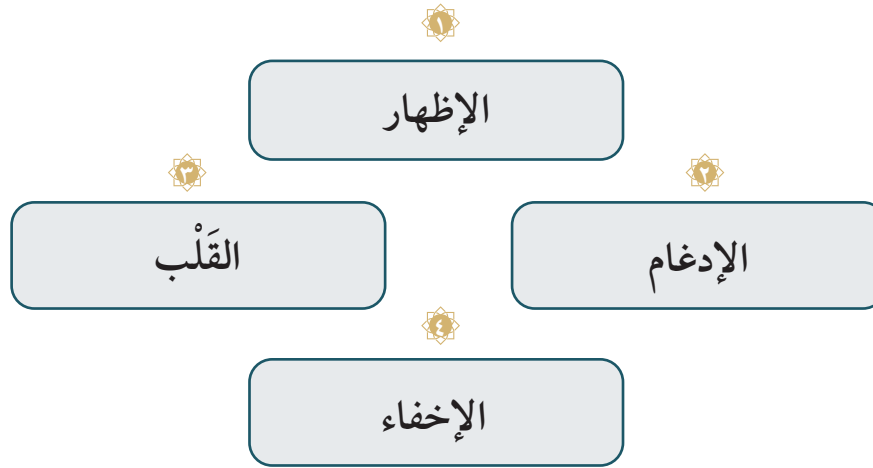 ١
الإظهار
٢
الإدغام
٣
القَلْب
٤
الإخفاء